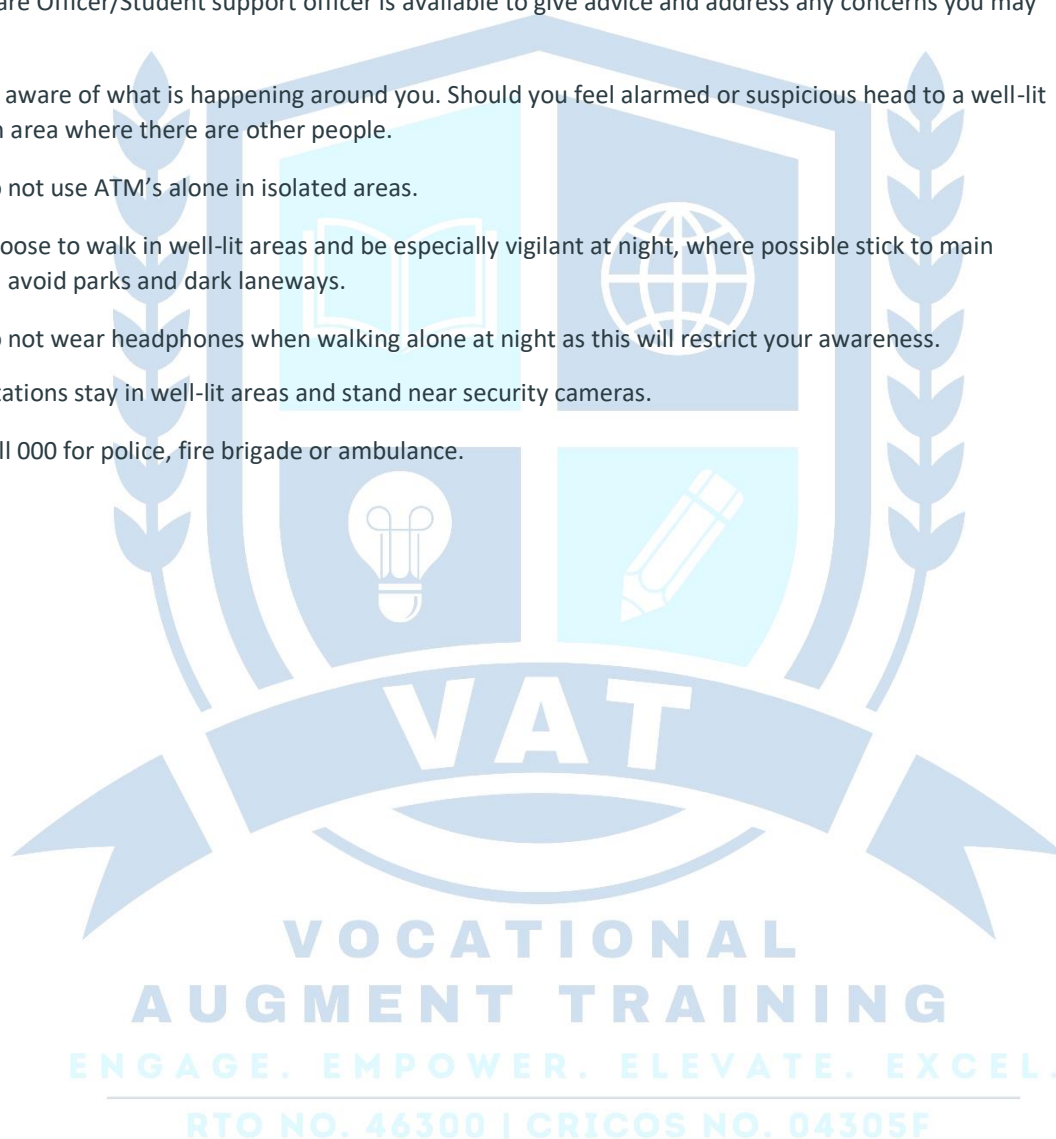 are Officer/Student support officer is available to give advice and address any concerns you may
aware of what is happening around you. Should you feel alarmed or suspicious head to a well-lit
area where there are other people.
not use ATM's alone in isolated areas.
oose to walk in well-lit areas and be especially vigilant at night, where possible stick to main
avoid parks and dark laneways.
not wear headphones when walking alone at night as this will restrict your awareness.
tations stay in well-lit areas and stand near security cameras.
ll 000 for police, fire brigade or ambulance.
VAT
VOCATIONAL
AUGMENT TRAINING
ENGAGE. EMPOWER. ELEVATE. EXCEL.
RTO NO. 46300 | CRICOS NO. 04305F